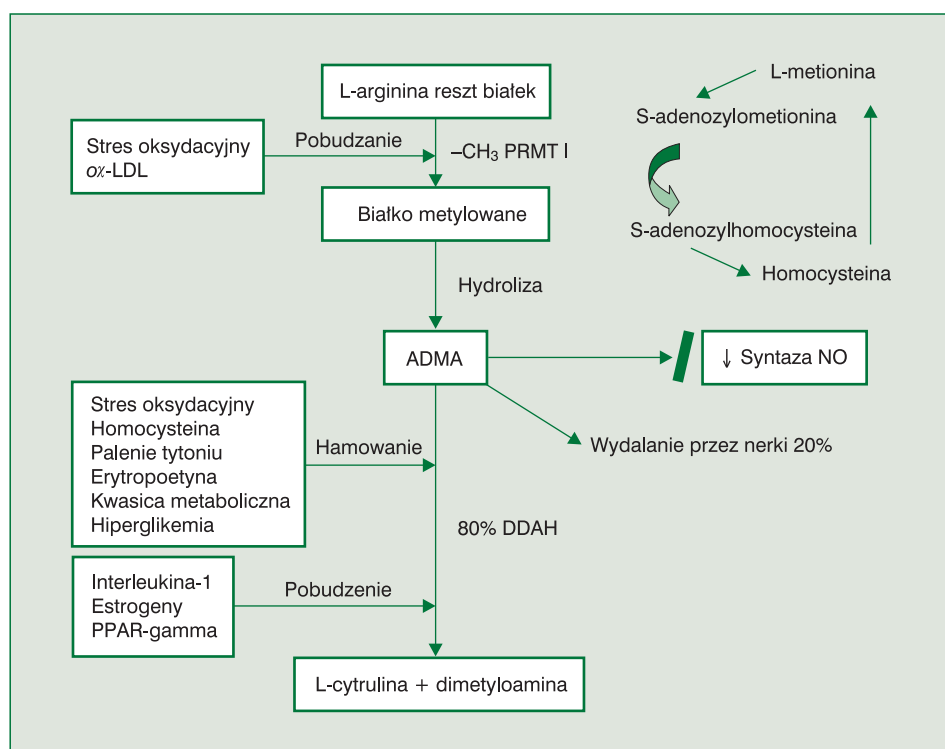 L-arginina reszt białek
L-metionina
S-adenozylometionina
Stres oksydacyjny
oχ-LDL
Pobudzanie
–CH₃ PRMT I
Białko metylowane
S-adenozylhomocysteina
Homocysteina
Hydroliza
ADMA
↓ Syntaza NO
Stres oksydacyjny
Homocysteina
Palenie tytoniu
Erytropoetyna
Kwasica metaboliczna
Hiperglikemia
Hamowanie
Wydalanie przez nerki 20%
80% DDAH
Interleukina-1
Estrogeny
PPAR-gamma
Pobudzenie
L-cytrulina + dimetyloamina